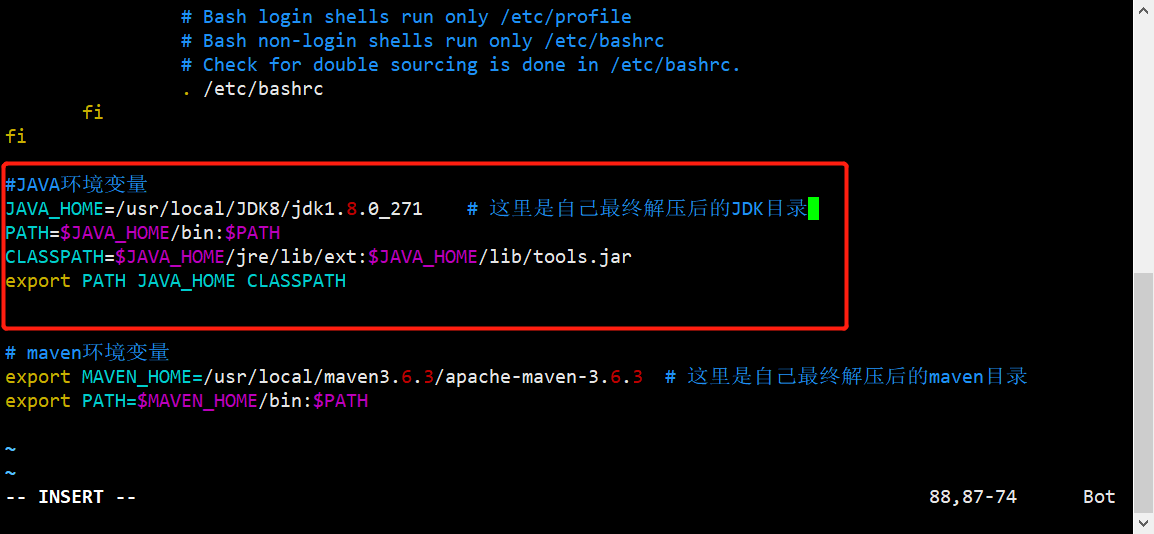 # Bash login shells run only /etc/profile
# Bash non-login shells run only /etc/bashrc
# Check for double sourcing is done in /etc/bashrc.
. /etc/bashrc
fi
fi
#JAVA环境变量
JAVA_HOME=/usr/local/JDK8/jdk1.8.0_271    # 这里是自己最终解压后的JDK目录
PATH=$JAVA_HOME/bin:$PATH
CLASSPATH=$JAVA_HOME/jre/lib/ext:$JAVA_HOME/lib/tools.jar
export PATH JAVA_HOME CLASSPATH
# maven环境变量
export MAVEN_HOME=/usr/local/maven3.6.3/apache-maven-3.6.3  # 这里是自己最终解压后的maven目录
export PATH=$MAVEN_HOME/bin:$PATH
~
~
-- INSERT --    88,87-74    Bot